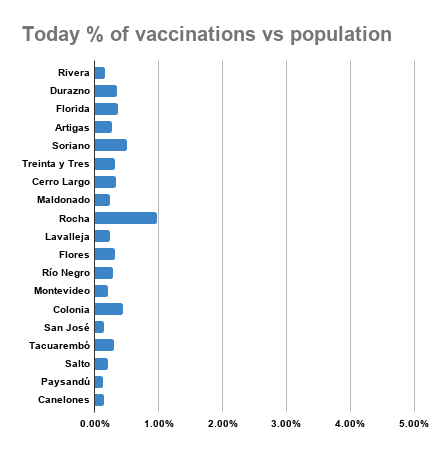 Today % of vaccinations vs population
Rivera
Durazno
Florida
Artigas
Soriano
Treinta y Tres
Cerro Largo
Maldonado
Rocha
Lavalleja
Flores
Río Negro
Montevideo
Colonia
San José
Tacuarembó
Salto
Paysandú
Canelones
0.00% 1.00% 2.00% 3.00% 4.00% 5.00%